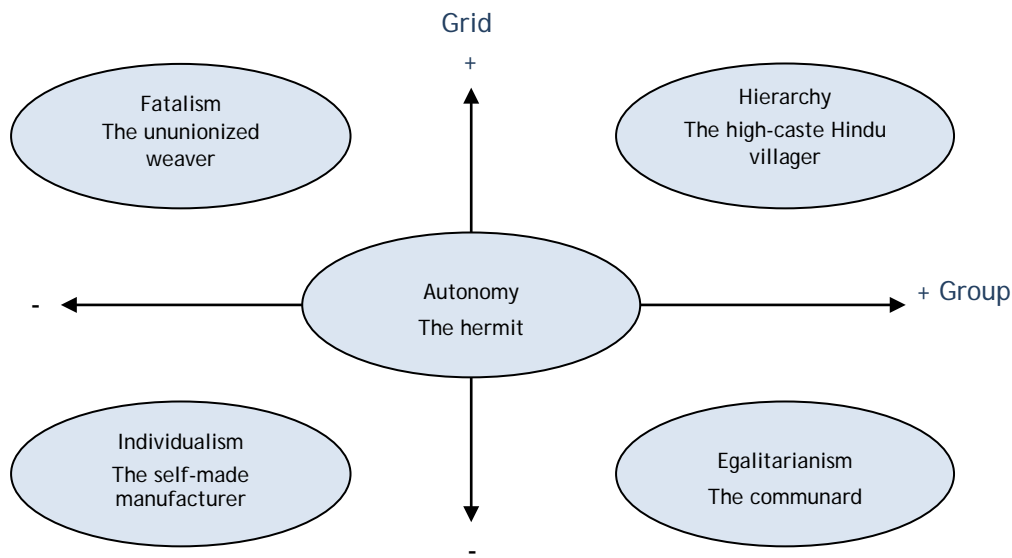 Grid
+
Fatalism
The ununionized
weaver
Hierarchy
The high-caste Hindu
villager
Autonomy
The hermit
-
+ Group
Individualism
The self-made
manufacturer
Egalitarianism
The communard
-